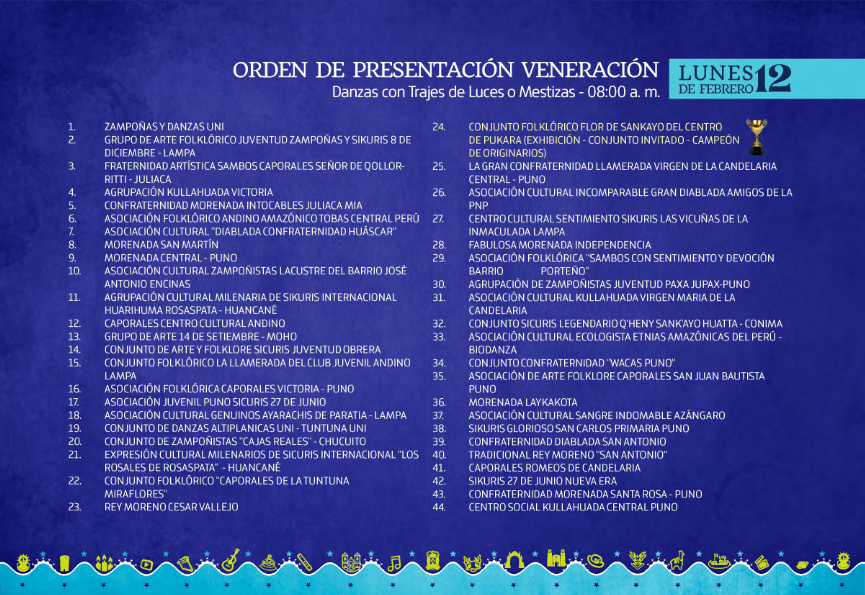 ORDEN DE PRESENTACIÓN VENERACIÓN
Danzas con Trajes de Luces o Mestizas - 08:00 a. m.
LUNES 12
DE FEBRERO
1. ZAMPOÑAS Y DANZAS UNI
2. GRUPO DE ARTE FOLKLÓRICO JUVENTUD ZAMPOÑAS Y SIKURIS 8 DE
DICIEMBRE - LAMPA
3. FRATERNIDAD ARTÍSTICA SAMBOS CAPORALES SEÑOR DE QOLLOR-
RITTI - JULIACA
4. AGRUPACIÓN KULLAHUADA VICTORIA
5. CONFRATERNIDAD MORENADA INTOCABLES JULIACA MIA
6. ASOCIACIÓN FOLKLÓRICO ANDINO AMAZÓNICO TOBAS CENTRAL PERÚ
7. ASOCIACIÓN CULTURAL "DIABLADA CONFRATERNIDAD HUÁSCAR"
8. MORENADA SAN MARTÍN
9. MORENADA CENTRAL - PUNO
10. ASOCIACIÓN CULTURAL ZAMPOÑISTAS LACUSTRE DEL BARRIO JOSÉ
ANTONIO ENCINAS
11. AGRUPACIÓN CULTURAL MILENARIA DE SIKURIS INTERNACIONAL
HUARIHUMA ROSASPATA - HUANCANÉ
12. CAPORALES CENTRO CULTURAL ANDINO
13. GRUPO DE ARTE 14 DE SETIEMBRE - MOHO
14. CONJUNTO DE ARTE Y FOLKLORE SICURIS JUVENTUD OBRERA
15. CONJUNTO FOLKLÓRICO LA LLAMERADA DEL CLUB JUVENIL ANDINO
LAMPA
16. ASOCIACIÓN FOLKLÓRICA CAPORALES VICTORIA - PUNO
17. ASOCIACIÓN JUVENIL PUNO SICURIS 27 DE JUNIO
18. ASOCIACIÓN CULTURAL GENUINOS AYARACHIS DE PARATIA - LAMPA
19. CONJUNTO DE DANZAS ALTIPLANICAS UNI - TUNTUNA UNI
20. CONJUNTO DE ZAMPOÑISTAS "CAJAS REALES" - CHUCUITO
21. EXPRESIÓN CULTURAL MILENARIOS DE SICURIS INTERNACIONAL "LOS
ROSALES DE ROSASPATA" - HUANCANÉ
22. CONJUNTO FOLKLÓRICO "CAPORALES DE LA TUNTUNA
MIRAFLORES"
23. REY MORENO CESAR VALLEJO
24. CONJUNTO FOLKLÓRICO FLOR DE SANKAYO DEL CENTRO
DE PUKARA (EXHIBICIÓN - CONJUNTO INVITADO - CAMPEÓN
DE ORIGINARIOS)
25. LA GRAN CONFRATERNIDAD LLAMERADA VIRGEN DE LA CANDELARIA
CENTRAL - PUNO
26. ASOCIACIÓN CULTURAL INCOMPARABLE GRAN DIABLADA AMIGOS DE LA
PNP
27. CENTRO CULTURAL SENTIMIENTO SIKURIS LAS VICUÑAS DE LA
INMACULADA LAMPA
28. FABULOSA MORENADA INDEPENDENCIA
29. ASOCIACIÓN FOLKLÓRICA "SAMBOS CON SENTIMIENTO Y DEVOCIÓN
BARRIO PORTEÑO"
30. AGRUPACIÓN DE ZAMPOÑISTAS JUVENTUD PAXA JUPAX-PUNO
31. ASOCIACIÓN CULTURAL KULLAHUADA VIRGEN MARIA DE LA
CANDELARIA
32. CONJUNTO SICURIS LEGENDARIO Q'HENY SANK'AYO HUATTA - CONIMA
33. ASOCIACIÓN CULTURAL ECOLOGISTA ETNIAS AMAZÓNICAS DEL PERÚ -
BIODANZA
34. CONJUNTO CONFRATERNIDAD "WACAS PUNO"
35. ASOCIACIÓN DE ARTE FOLKLORE CAPORALES SAN JUAN BAUTISTA
PUNO
36. MORENADA LAYKAKOTA
37. ASOCIACIÓN CULTURAL SANGRE INDOMABLE AZÁNGARO
38. SIKURIS GLORIOSO SAN CARLOS PRIMARIA PUNO
39. CONFRATERNIDAD DIABLADA SAN ANTONIO
40. TRADICIONAL REY MORENO "SAN ANTONIO"
41. CAPORALES ROMEOS DE CANDELARIA
42. SIKURIS 27 DE JUNIO NUEVA ERA
43. CONFRATERNIDAD MORENADA SANTA ROSA - PUNO
44. CENTRO SOCIAL KULLAHUADA CENTRAL PUNO